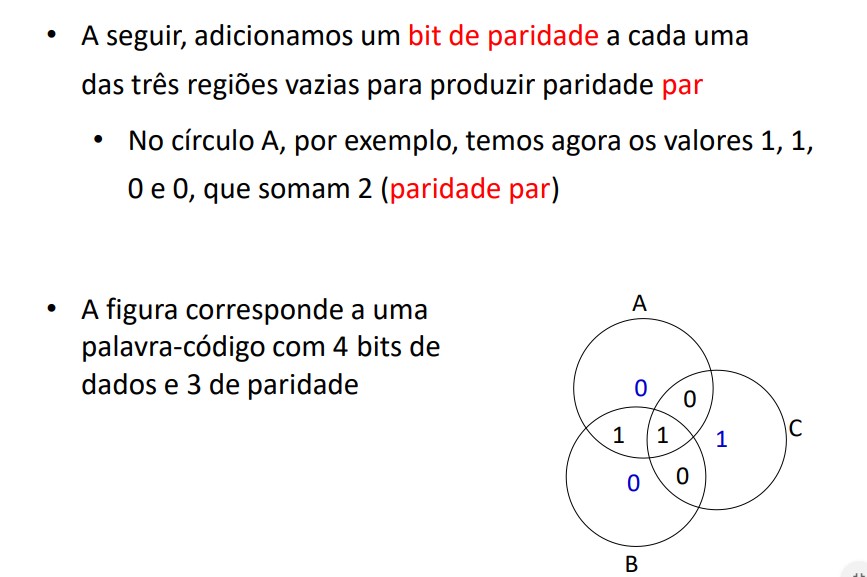 • A seguir, adicionamos um bit de paridade a cada uma
das três regiões vazias para produzir paridade par
• No círculo A, por exemplo, temos agora os valores 1, 1,
0 e 0, que somam 2 (paridade par)
• A figura corresponde a uma
palavra-código com 4 bits de
dados e 3 de paridade
A
0
0
1
1
1
C
0
0
B